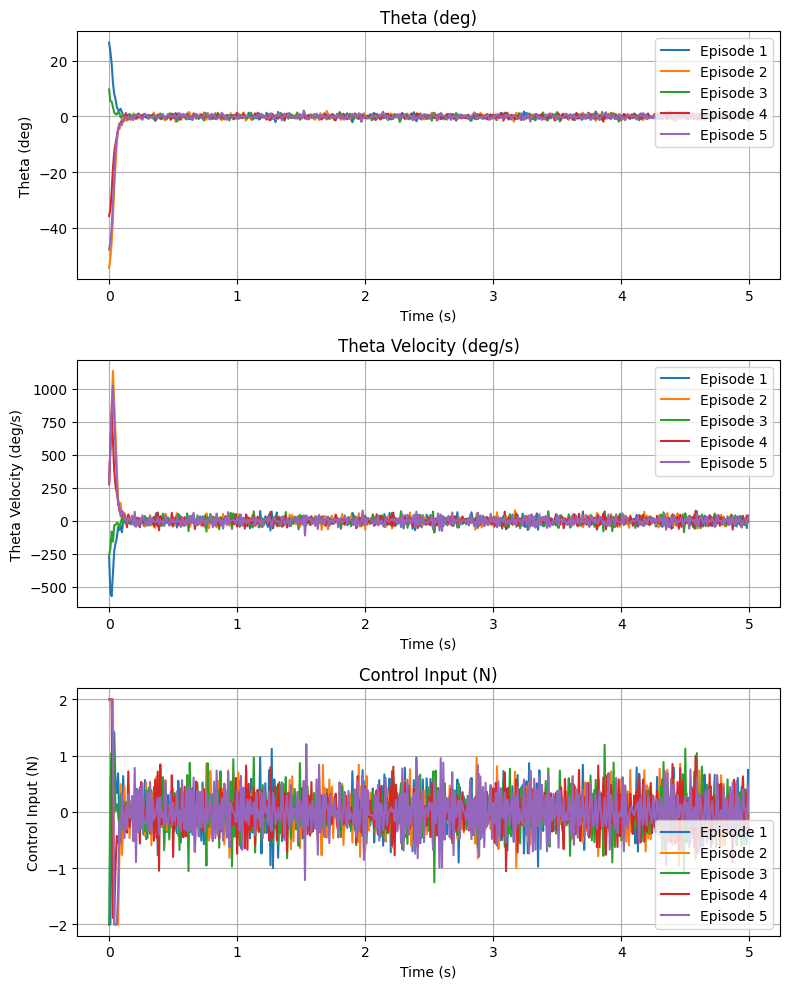 Theta (deg)
20
0
−20
−40
Theta (deg)
Episode 1
Episode 2
Episode 3
Episode 4
Episode 5
0 1 2 3 4 5
Time (s)
Theta Velocity (deg/s)
1000
750
500
250
0
−250
−500
Theta Velocity (deg/s)
Episode 1
Episode 2
Episode 3
Episode 4
Episode 5
0 1 2 3 4 5
Time (s)
Control Input (N)
2
1
0
−1
−2
Control Input (N)
Episode 1
Episode 2
Episode 3
Episode 4
Episode 5
0 1 2 3 4 5
Time (s)